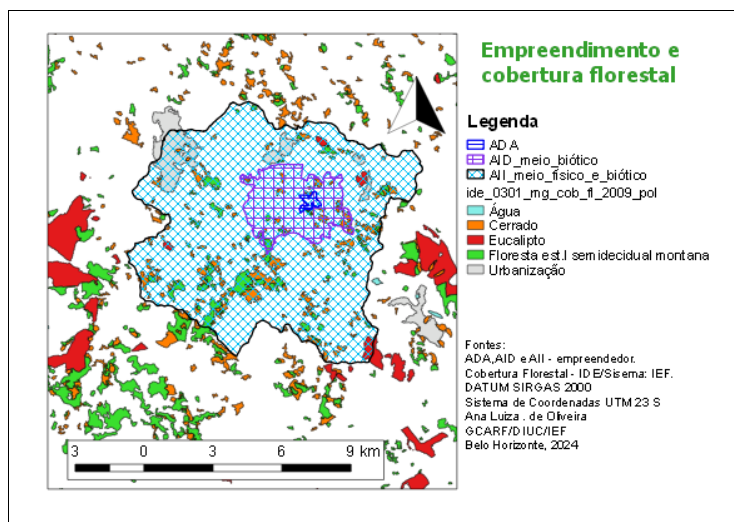 Empreendimento e
cobertura florestal
Legenda
ADA
AID_meio_biótico
AII_meio_físico_e_biótico
ide_0301_mg_cob_fl_2009_pol
Água
Cerrado
Eucalipto
Floresta est.l semidecidual montana
Urbanização
Fontes:
ADA,AID e AII - empreendedor.
Cobertura Florestal - IDE/Sisema: IEF.
DATUM SIRGAS 2000
Sistema de Coordenadas UTM 23 S
Ana Luiza . de Oliveira
GCARF/DIUC/IEF
Belo Horizonte, 2024
3 0 3 6 9 km